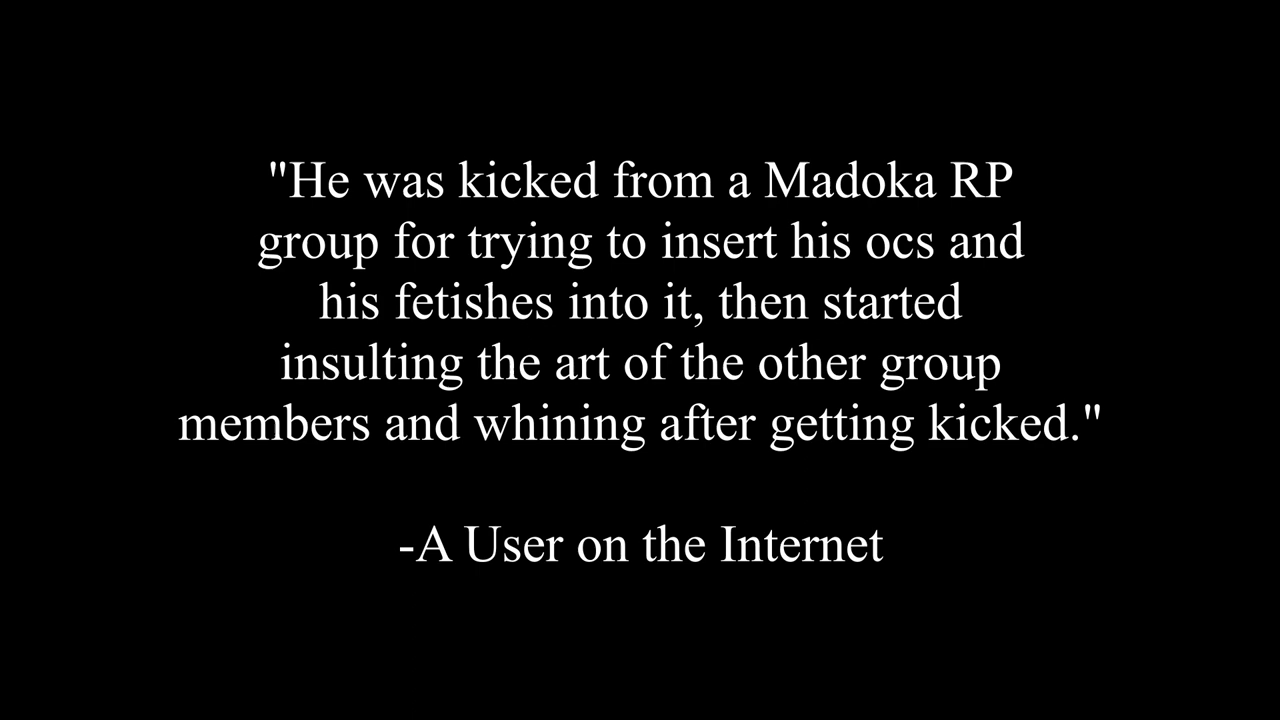 "He was kicked from a Madoka RP
group for trying to insert his ocs and
his fetishes into it, then started
insulting the art of the other group
members and whining after getting kicked."
-A User on the Internet